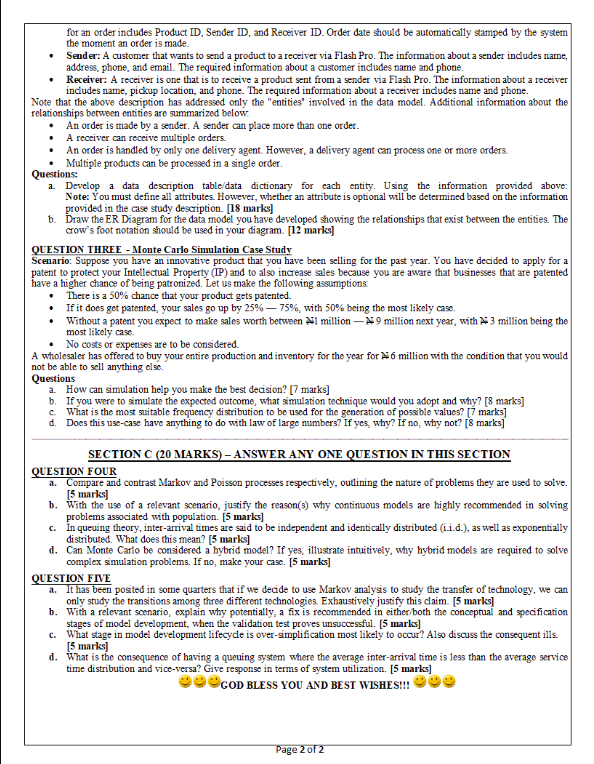 for an order includes Product ID, Sender ID, and Receiver ID. Order date should be automatically stamped by the system
the moment an order is made.
• Sender: A customer that wants to send a product to a receiver via Flash Pro. The information about a sender includes name,
address, phone, and email. The required information about a customer includes name and phone.
• Receiver: A receiver is one that is to receive a product sent from a sender via Flash Pro. The information about a receiver
includes name, pickup location, and phone. The required information about a receiver includes name and phone.
Note that the above description has addressed only the "entities" involved in the data model. Additional information about the
relationships between entities are summarized below:
• An order is made by a sender. A sender can place more than one order.
• A receiver can receive multiple orders.
• An order is handled by only one delivery agent. However, a delivery agent can process one or more orders.
• Multiple products can be processed in a single order.
Questions:
a. Develop a data description table/data dictionary for each entity. Using the information provided above:
Note: You must define all attributes. However, whether an attribute is optional will be determined based on the information
provided in the case study description. [18 marks]
b. Draw the ER Diagram for the data model you have developed showing the relationships that exist between the entities. The
crow's foot notation should be used in your diagram. [12 marks]
QUESTION THREE - Monte Carlo Simulation Case Study
Scenario: Suppose you have an innovative product that you have been selling for the past year. You have decided to apply for a
patent to protect your Intellectual Property (IP) and to also increase sales because you are aware that businesses that are patented
have a higher chance of being patronized. Let us make the following assumptions:
• There is a 50% chance that your product gets patented.
• If it does get patented, your sales go up by 25% — 75%, with 50% being the most likely case.
• Without a patent you expect to make sales worth between ₦1 million — ₦ 9 million next year, with ₦ 3 million being the
most likely case.
• No costs or expenses are to be considered.
A wholesaler has offered to buy your entire production and inventory for the year for ₦ 6 million with the condition that you would
not be able to sell anything else.
Questions
a. How can simulation help you make the best decision? [7 marks]
b. If you were to simulate the expected outcome, what simulation technique would you adopt and why? [8 marks]
c. What is the most suitable frequency distribution to be used for the generation of possible values? [7 marks]
d. Does this use-case have anything to do with law of large numbers? If yes, why? If no, why not? [8 marks]
SECTION C (20 MARKS) – ANSWER ANY ONE QUESTION IN THIS SECTION
QUESTION FOUR
a. Compare and contrast Markov and Poisson processes respectively, outlining the nature of problems they are used to solve.
[5 marks]
b. With the use of a relevant scenario, justify the reason(s) why continuous models are highly recommended in solving
problems associated with population. [5 marks]
c. In queuing theory, inter-arrival times are said to be independent and identically distributed (i.i.d.), as well as exponentially
distributed. What does this mean? [5 marks]
d. Can Monte Carlo be considered a hybrid model? If yes, illustrate intuitively, why hybrid models are required to solve
complex simulation problems. If no, make your case. [5 marks]
QUESTION FIVE
a. It has been posited in some quarters that if we decide to use Markov analysis to study the transfer of technology, we can
only study the transitions among three different technologies. Exhaustively justify this claim. [5 marks]
b. With a relevant scenario, explain why potentially, a fix is recommended in either/both the conceptual and specification
stages of model development, when the validation test proves unsuccessful. [5 marks]
c. What stage in model development lifecycle is over-simplification most likely to occur? Also discuss the consequent ills.
[5 marks]
d. What is the consequence of having a queuing system where the average inter-arrival time is less than the average service
time distribution and vice-versa? Give response in terms of system utilization. [5 marks]
GOD BLESS YOU AND BEST WISHES!!!
Page 2 of 2